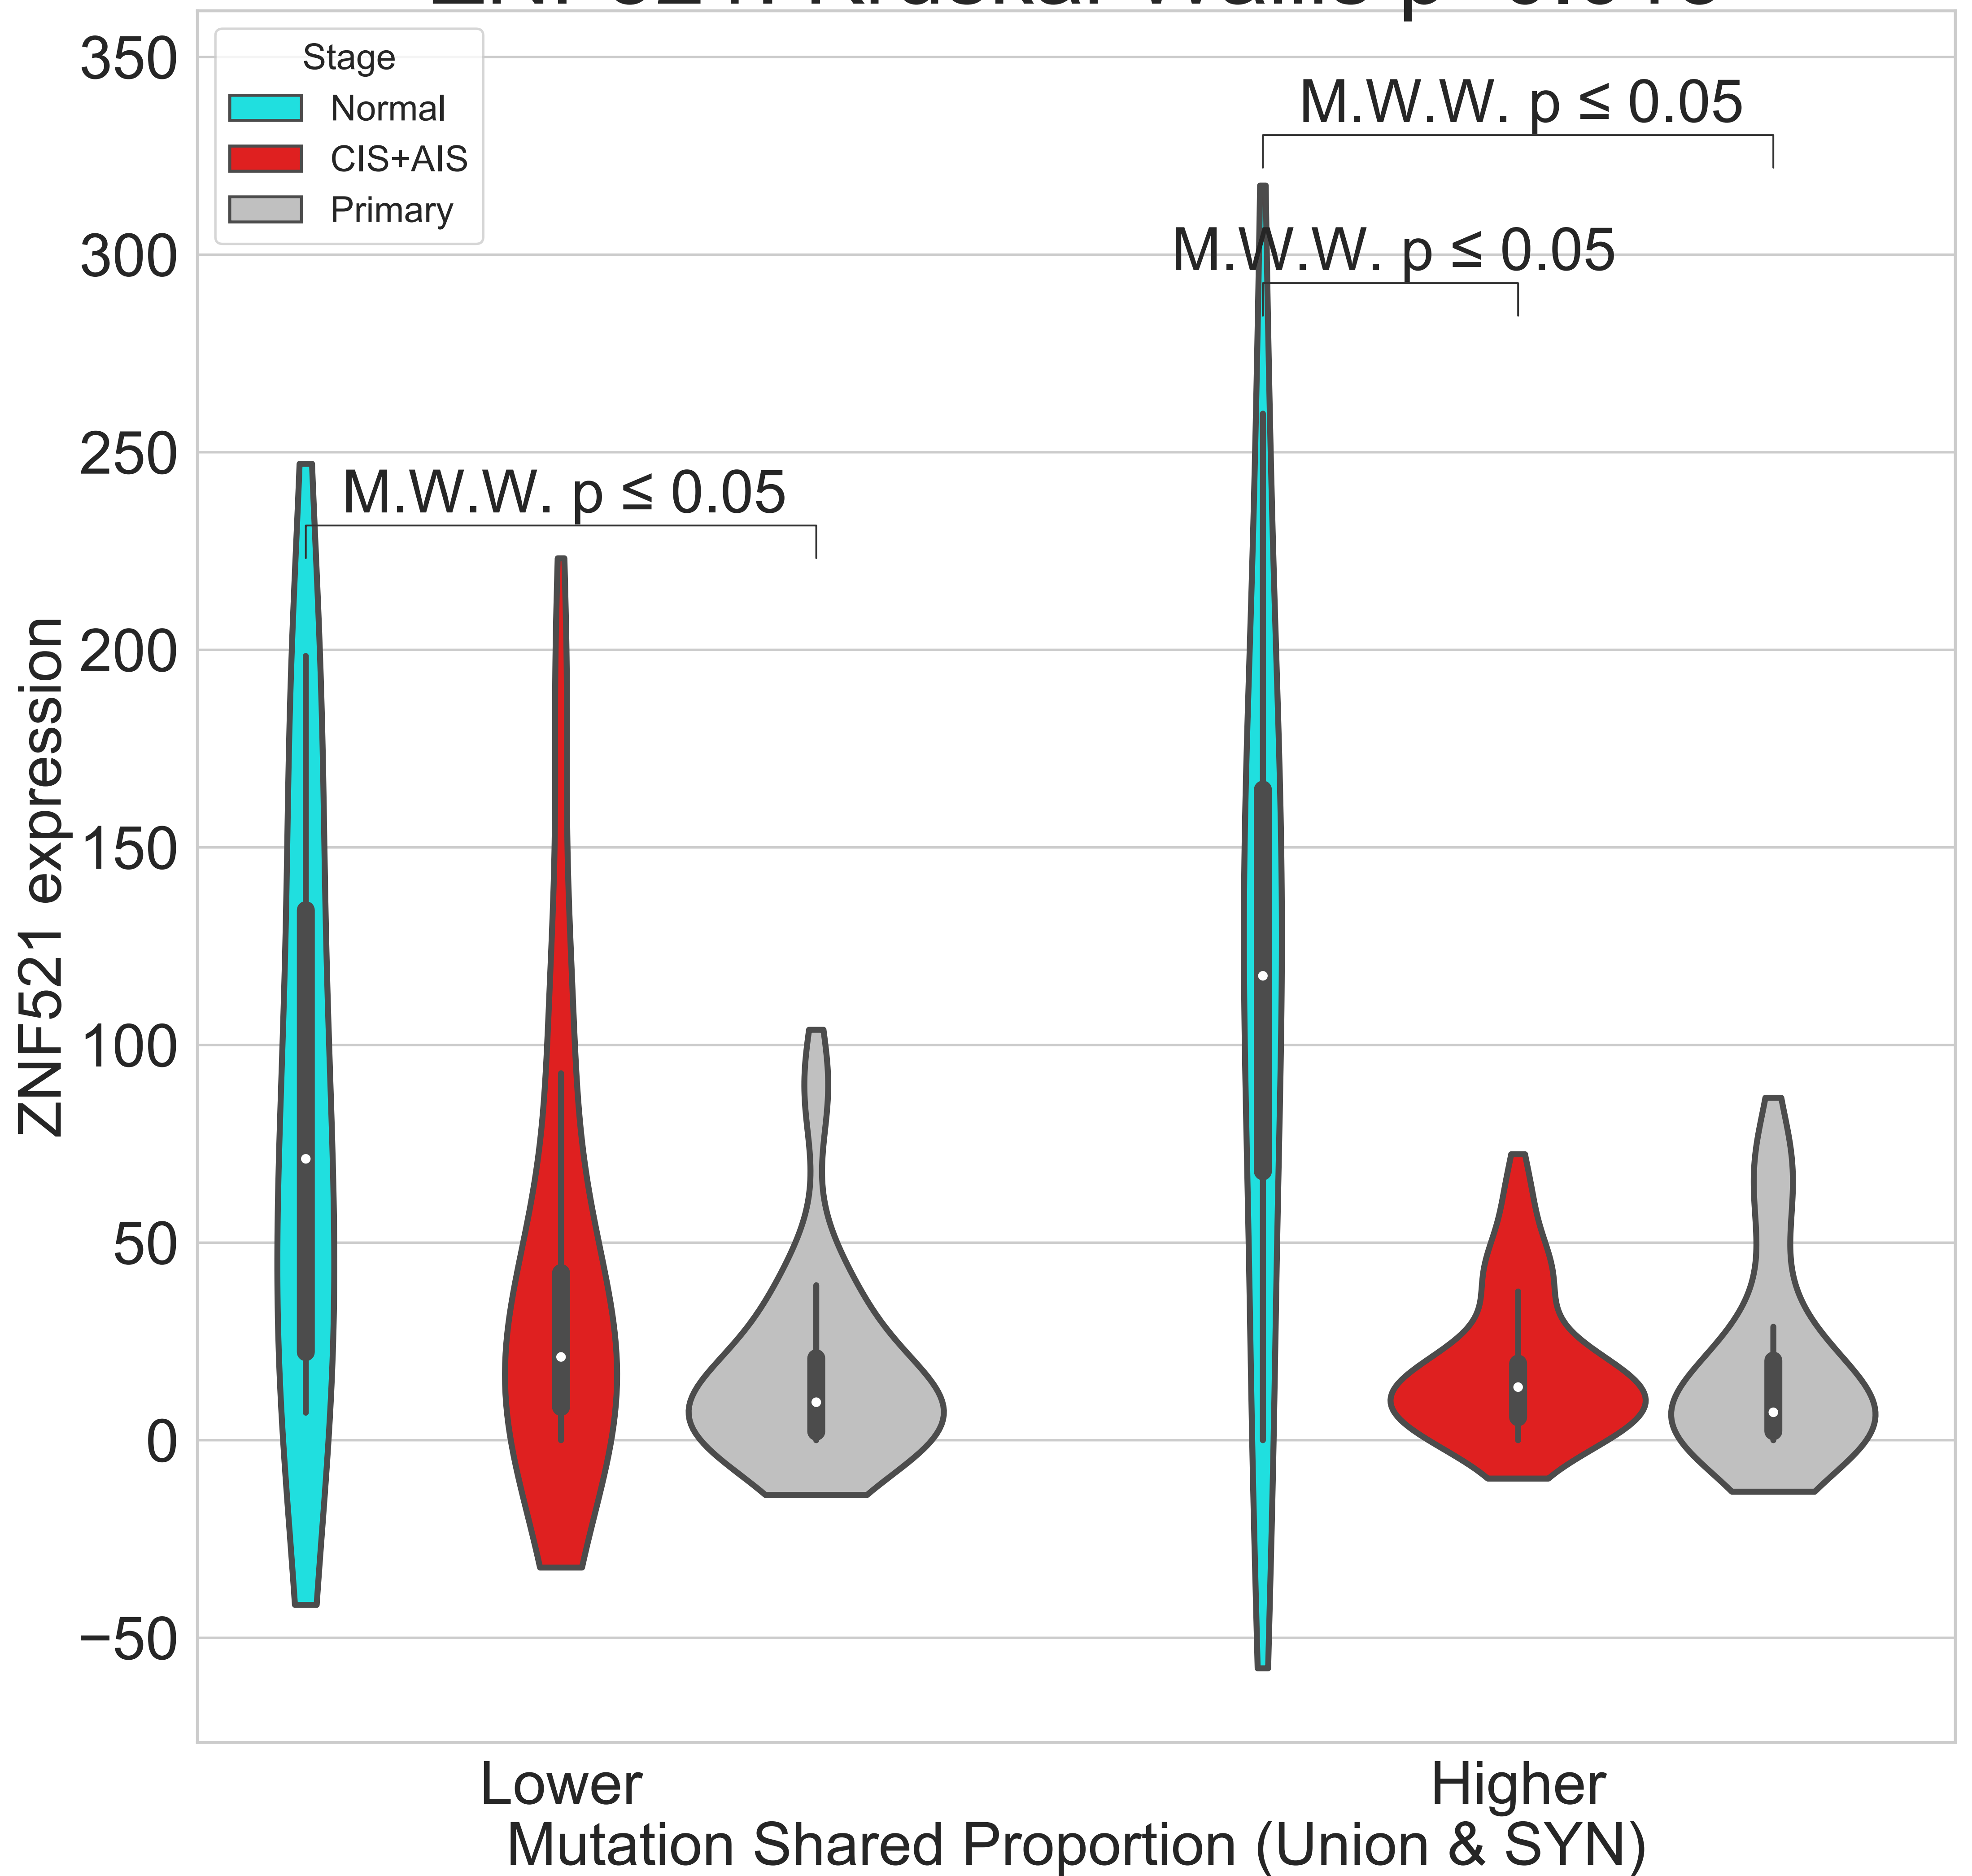 350
300
250
200
150
100
50
0
−50
ZNF521 expression
Stage
Normal
CIS+AIS
Primary
M.W.W. p ≤ 0.05
M.W.W. p ≤ 0.05
M.W.W. p ≤ 0.05
Lower
Higher
Mutation Shared Proportion (Union & SYN)